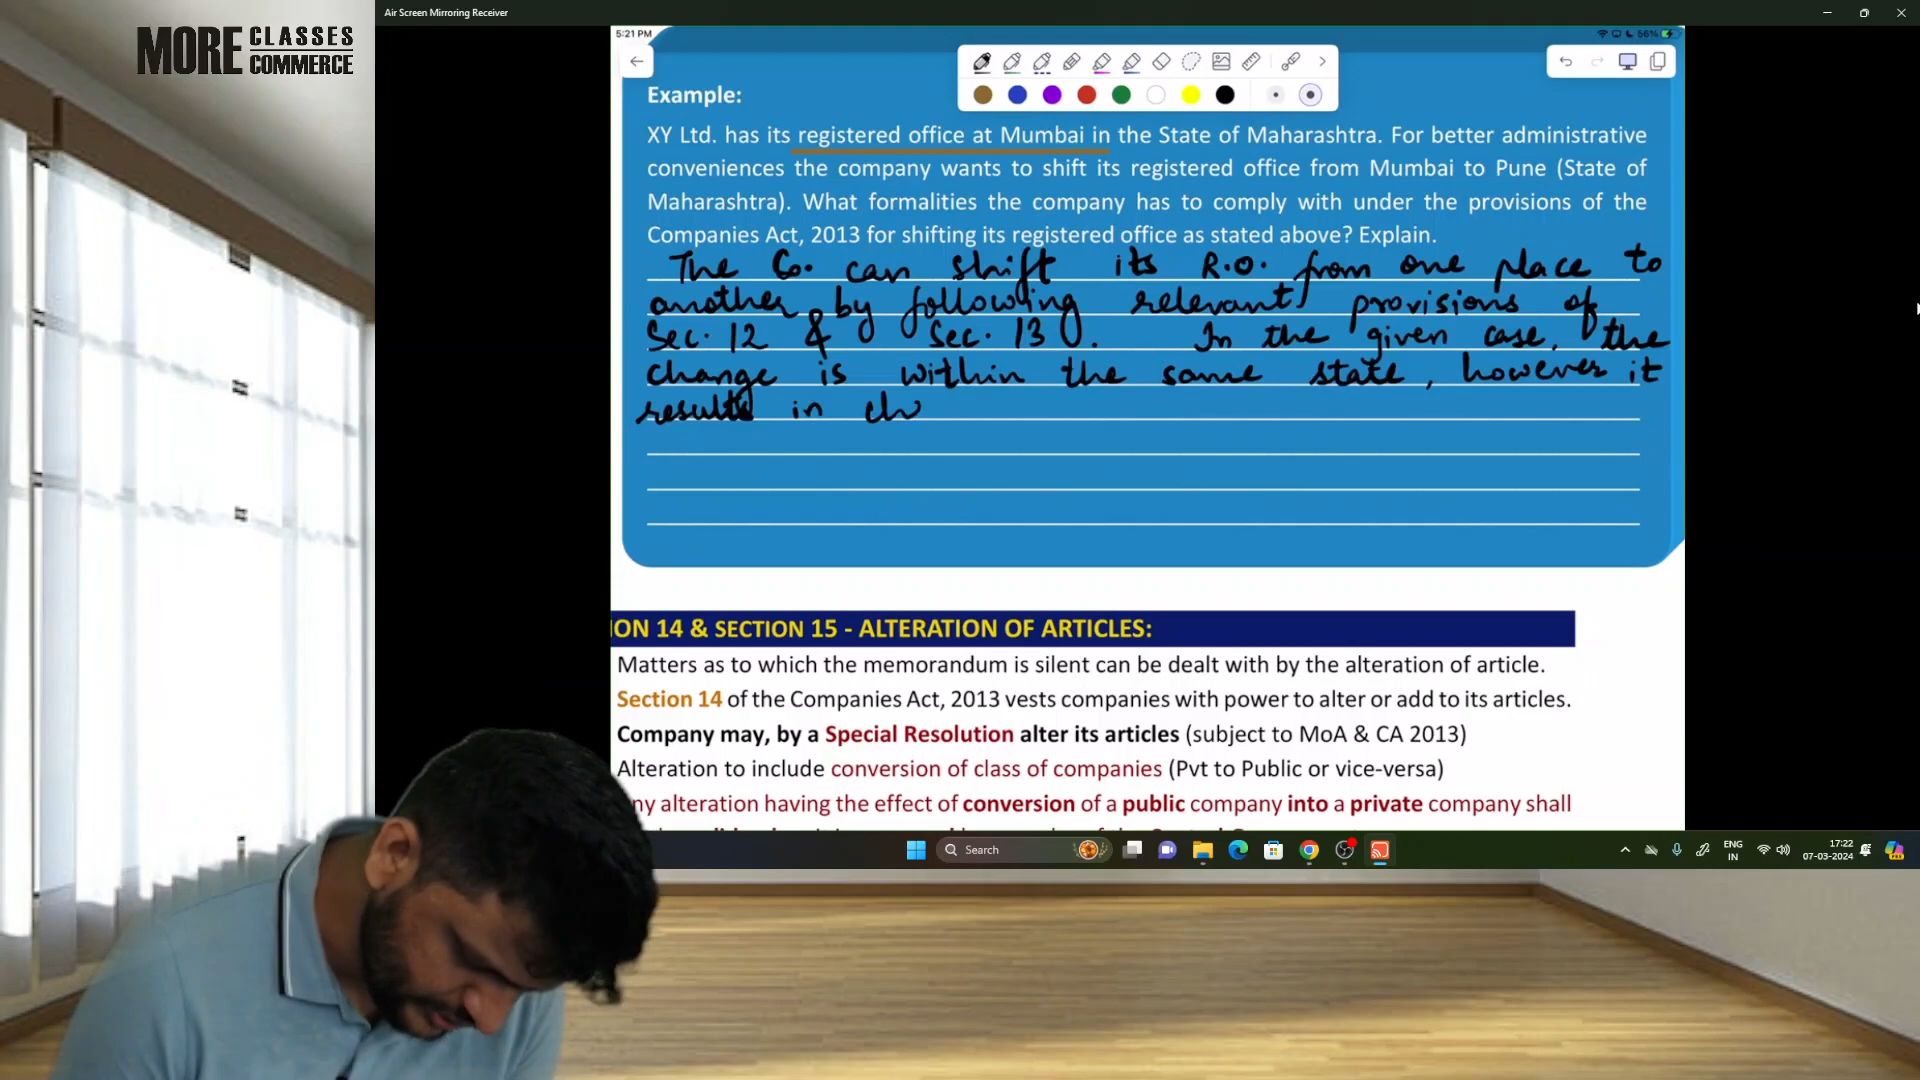 Air Screen Mirroring Receiver
MORE CLASSES
COMMERCE
5:21 PM
56%
Example:
XY Ltd. has its registered office at Mumbai in the State of Maharashtra. For better administrative
conveniences the company wants to shift its registered office from Mumbai to Pune (State of
Maharashtra). What formalities the company has to comply with under the provisions of the
Companies Act, 2013 for shifting its registered office as stated above? Explain.
The Co. can shift its R.O. from one place to
another by following relevant provisions of
Sec. 12 & Sec. 13. In the given case, the
change is within the same state, however it
results in cha
ION 14 & SECTION 15 - ALTERATION OF ARTICLES:
Matters as to which the memorandum is silent can be dealt with by the alteration of article.
Section 14 of the Companies Act, 2013 vests companies with power to alter or add to its articles.
Company may, by a Special Resolution alter its articles (subject to MoA & CA 2013)
Alteration to include conversion of class of companies (Pvt to Public or vice-versa)
ny alteration having the effect of conversion of a public company into a private company shall
Search
ENG
IN
17:22
07-03-2024